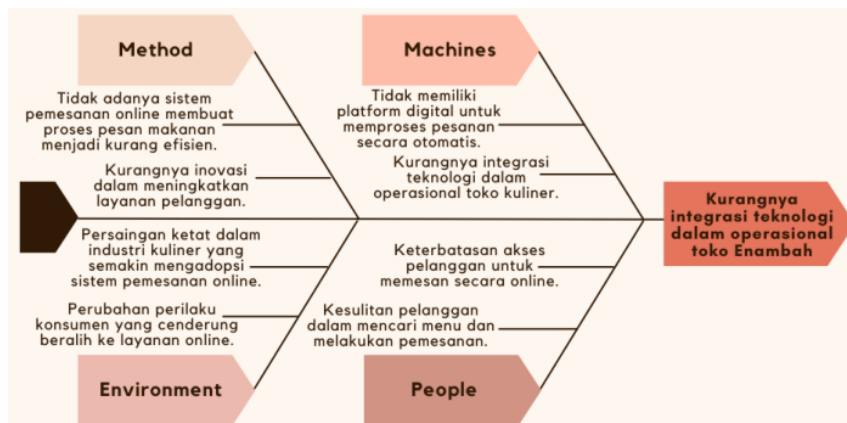 Method
Tidak adanya sistem
pemesanan online membuat
proses pesan makanan
menjadi kurang efisien.
Kurangnya inovasi
dalam meningkatkan
layanan pelanggan.
Machines
Tidak memiliki
platform digital untuk
memproses pesanan
secara otomatis.
Kurangnya integrasi
teknologi dalam
operasional toko kuliner.
Kurangnya
integrasi teknologi
dalam operasional
toko Enambah
Persaingan ketat dalam
industri kuliner yang
semakin mengadopsi
sistem pemesanan online.
Perubahan perilaku
konsumen yang cenderung
beralih ke layanan online.
Environment
Keterbatasan akses
pelanggan untuk
memesan secara online.
Kesulitan pelanggan
dalam mencari menu dan
melakukan pemesanan.
People